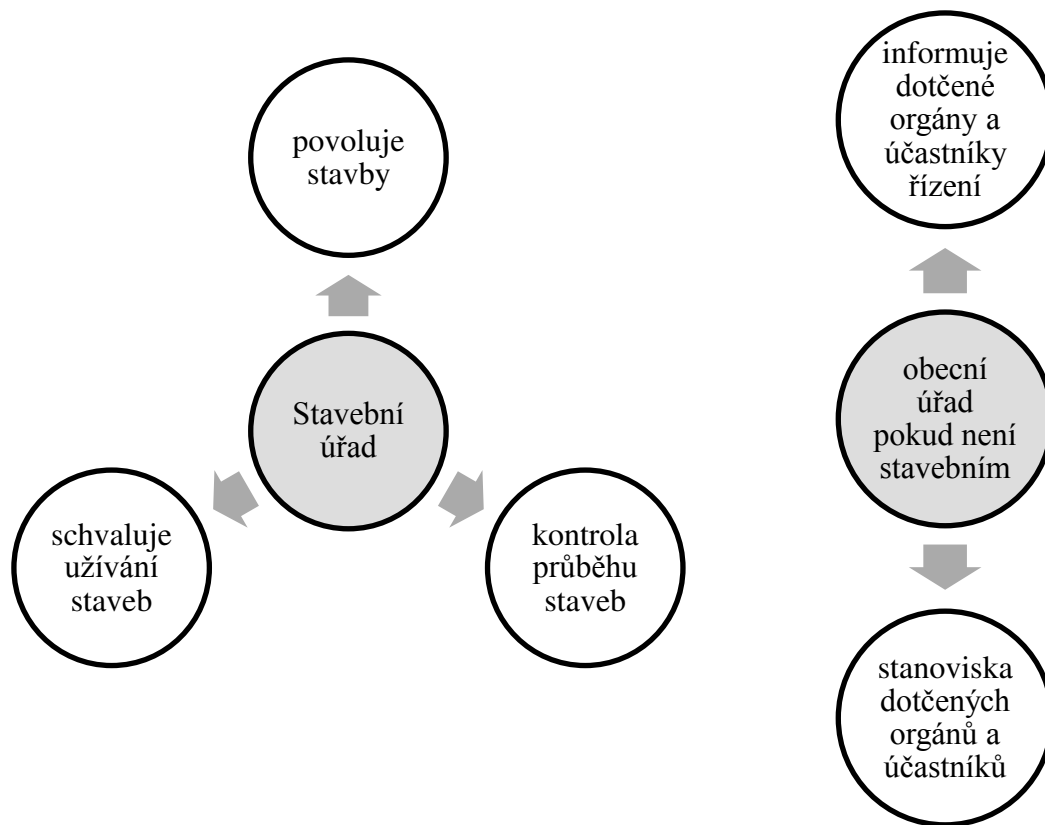 povoluje
stavby
Stavební
úřad
schvaluje
užívání
staveb
kontrola
průběhu
staveb
informuje
dotčené
orgány a
účastníky
řízení
obecní
úřad
pokud není
stavebním
stanoviska
dotčených
orgánů a
účastníků